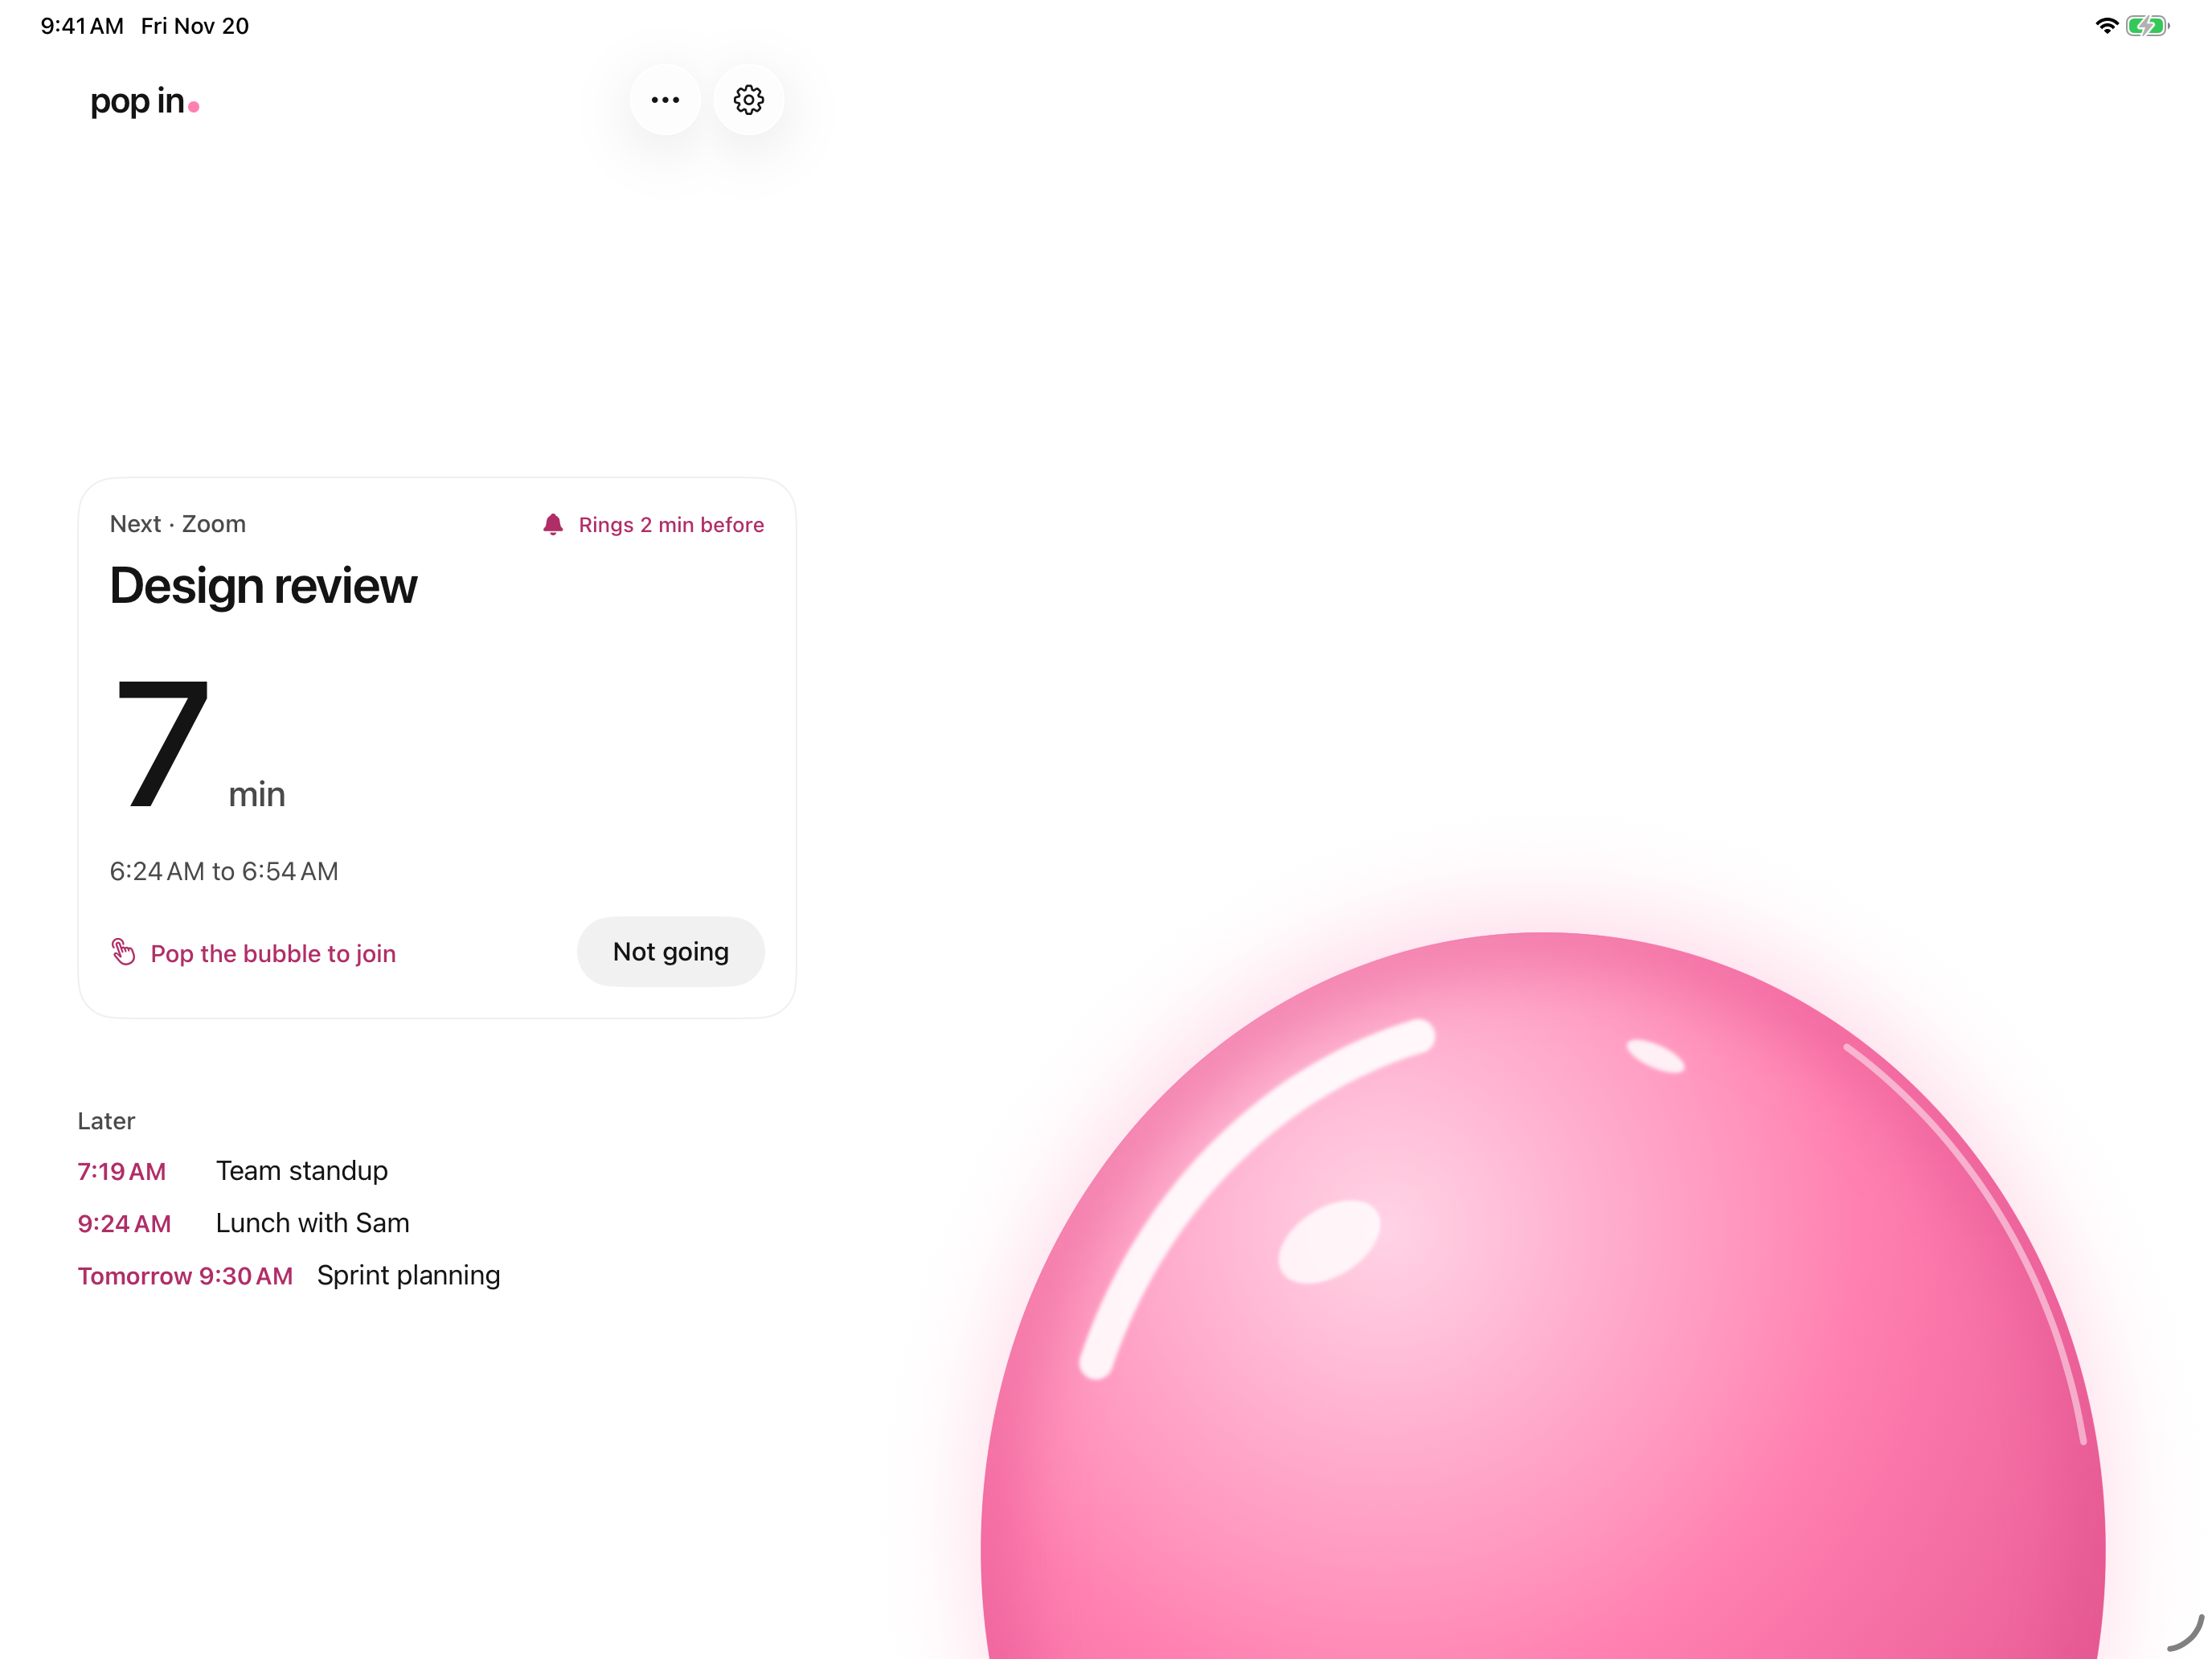 9:41 AM Fri Nov 20
pop in
Next · Zoom
Rings 2 min before
Design review
7 min
6:24 AM to 6:54 AM
Pop the bubble to join
Not going
Later
7:19 AM Team standup
9:24 AM Lunch with Sam
Tomorrow 9:30 AM Sprint planning